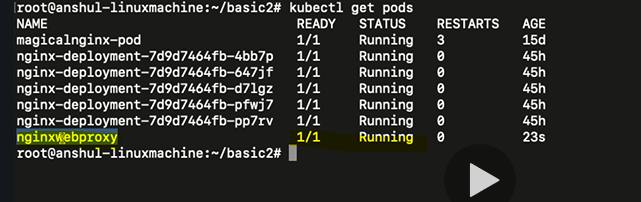 root@anshul-linuxmachine:~/basic2# kubectl get pods
NAME READY STATUS RESTARTS AGE
magicalnginx-pod 1/1 Running 3 15d
nginx-deployment-7d9d7464fb-4bb7p 1/1 Running 0 45h
nginx-deployment-7d9d7464fb-647jf 1/1 Running 0 45h
nginx-deployment-7d9d7464fb-d7lgz 1/1 Running 0 45h
nginx-deployment-7d9d7464fb-pfwj7 1/1 Running 0 45h
nginx-deployment-7d9d7464fb-pp7rv 1/1 Running 0 45h
nginxwebproxy 1/1 Running 0 23s
root@anshul-linuxmachine:~/basic2#